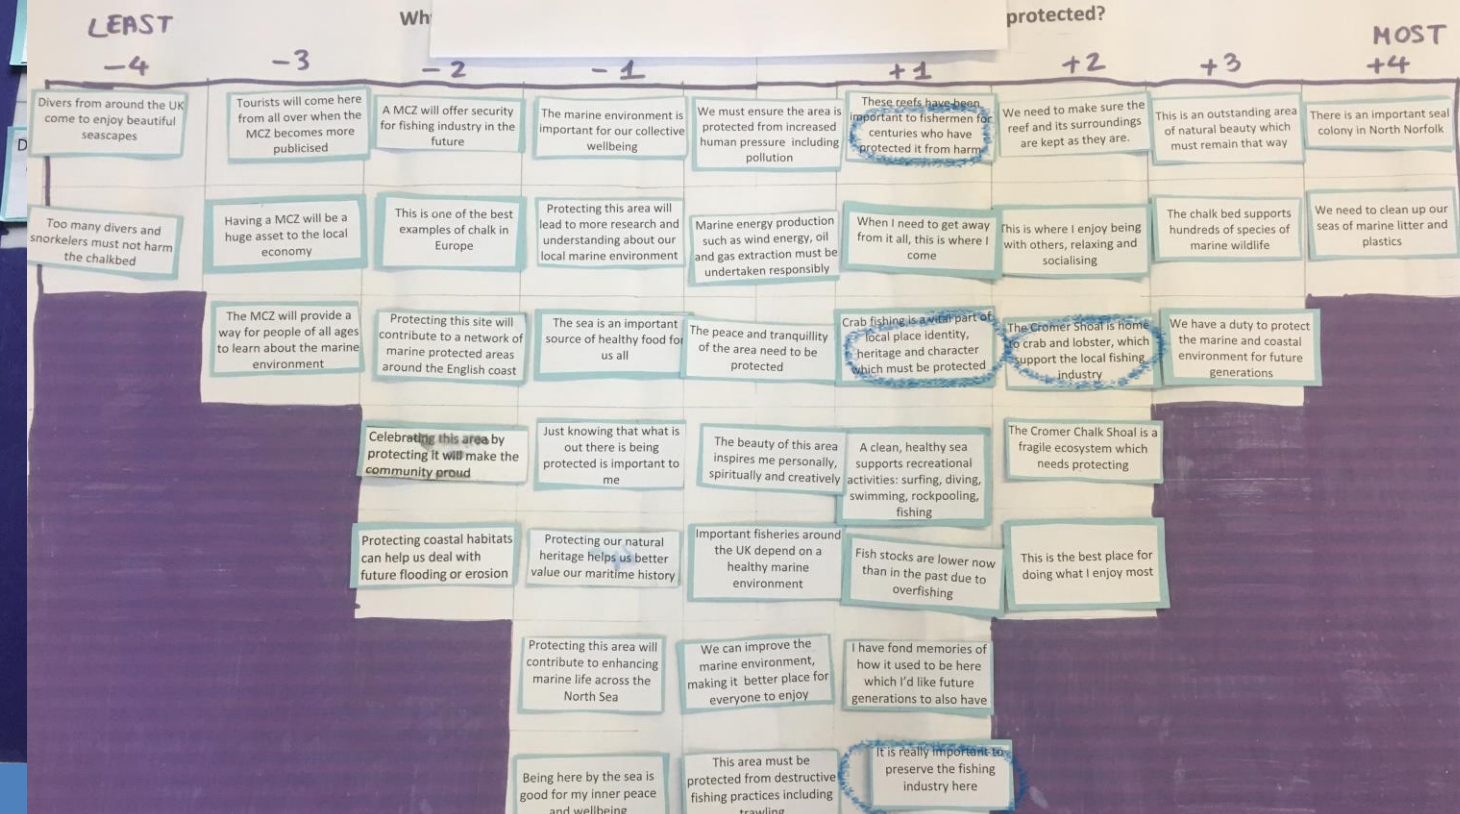 LEAST
Wh
protected?
MOST
-4
-3
-2
-1
+1
+2
+3
+4
Divers from around the UK
come to enjoy beautiful
seascapes
Tourists will come here
from all over when the
MCZ becomes more
publicised
A MCZ will offer security
for fishing industry in the
future
The marine environment is
important for our collective
wellbeing
We must ensure the area is
protected from increased
human pressure including
pollution
These reefs have been
important to fishermen for
centuries who have
protected it from harm
We need to make sure the
reef and its surroundings
are kept as they are.
This is an outstanding area
of natural beauty which
must remain that way
There is an important seal
colony in North Norfolk
D
Too many divers and
snorkelers must not harm
the chalkbed
Having a MCZ will be a
huge asset to the local
economy
This is one of the best
examples of chalk in
Europe
Protecting this area will
lead to more research and
understanding about our
local marine environment
Marine energy production
such as wind energy, oil
and gas extraction must be
undertaken responsibly
When I need to get away
from it all, this is where I
come
This is where I enjoy being
with others, relaxing and
socialising
The chalk bed supports
hundreds of species of
marine wildlife
We need to clean up our
seas of marine litter and
plastics
The MCZ will provide a
way for people of all ages
to learn about the marine
environment
Protecting this site will
contribute to a network of
marine protected areas
around the English coast
The sea is an important
source of healthy food for
us all
The peace and tranquillity
of the area need to be
protected
Crab fishing is a vital part of
local place identity,
heritage and character
which must be protected
The Cromer Shoal is home
to crab and lobster, which
support the local fishing
industry
We have a duty to protect
the marine and coastal
environment for future
generations
Celebrating this area by
protecting it will make the
community proud
Just knowing that what is
out there is being
protected is important to
me
The beauty of this area
inspires me personally,
spiritually and creatively
A clean, healthy sea
supports recreational
activities: surfing, diving,
swimming, rockpooling,
fishing
The Cromer Chalk Shoal is a
fragile ecosystem which
needs protecting
Protecting coastal habitats
can help us deal with
future flooding or erosion
Protecting our natural
heritage helps us better
value our maritime history
Important fisheries around
the UK depend on a
healthy marine
environment
Fish stocks are lower now
than in the past due to
overfishing
This is the best place for
doing what I enjoy most
Protecting this area will
contribute to enhancing
marine life across the
North Sea
We can improve the
marine environment,
making it better place for
everyone to enjoy
I have fond memories of
how it used to be here
which I'd like future
generations to also have
Being here by the sea is
good for my inner peace
and wellbeing
This area must be
protected from destructive
fishing practices including
trawling
It is really important to
preserve the fishing
industry here